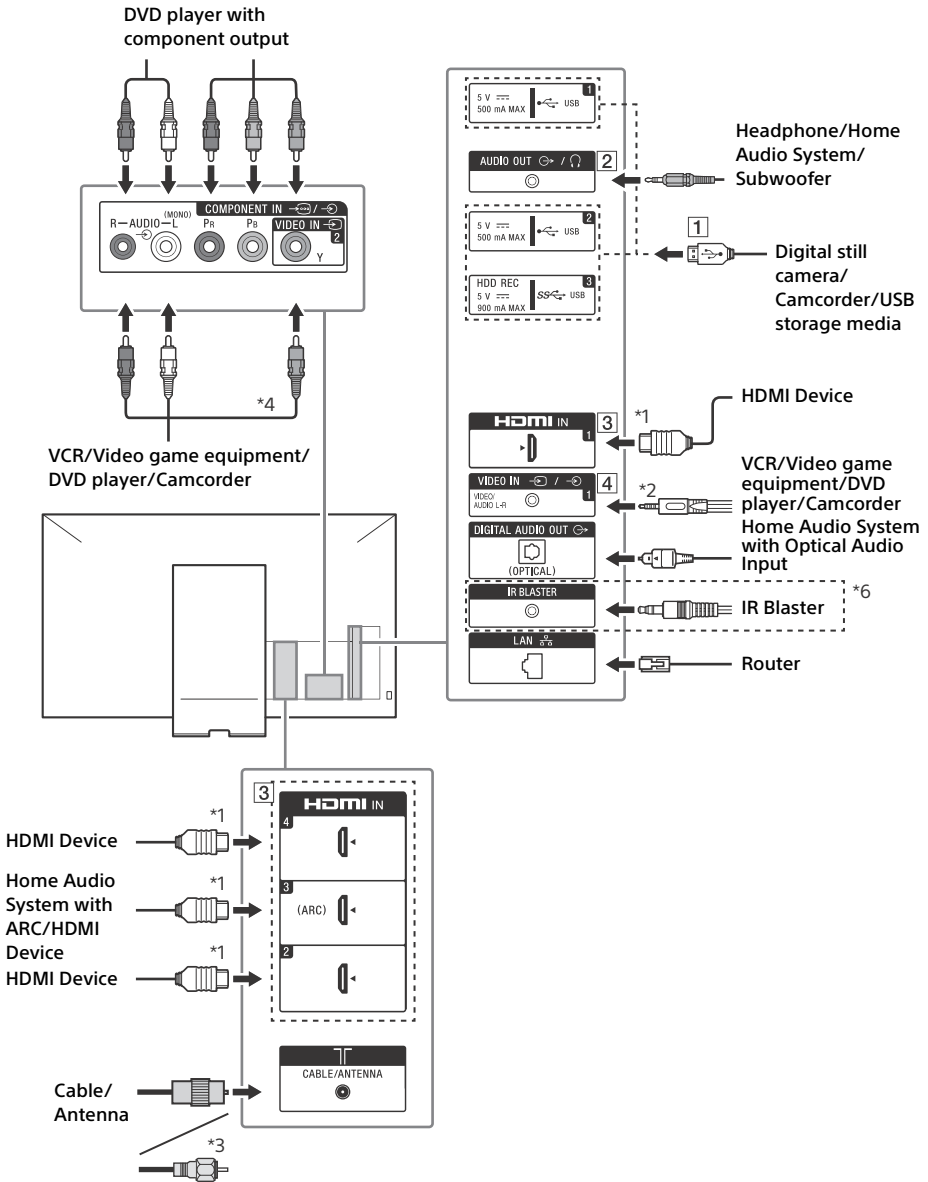 DVD player with
component output
R–AUDIO–L
(MONO)
COMPONENT IN
/
PR
PB
VIDEO IN
2
Y
*4
VCR/Video game equipment/
DVD player/Camcorder
5 V
500 mA MAX
USB
1
AUDIO OUT /
2
Headphone/Home
Audio System/
Subwoofer
5 V
500 mA MAX
USB
2
HDD REC
5 V
900 mA MAX
SS
USB
3
1
Digital still
camera/
Camcorder/USB
storage media
HDMI IN
1
3
*1
HDMI Device
VIDEO IN /
VIDEO/
AUDIO L-R
1
4
*2
VCR/Video game
equipment/DVD
player/Camcorder
DIGITAL AUDIO OUT
(OPTICAL)
Home Audio System
with Optical Audio
Input
IR BLASTER
IR Blaster
*6
LAN
Router
3
HDMI IN
4
*1
HDMI Device
3
(ARC)
*1
Home Audio
System with
ARC/HDMI
Device
2
*1
HDMI Device
CABLE/ANTENNA
Cable/
Antenna
*3